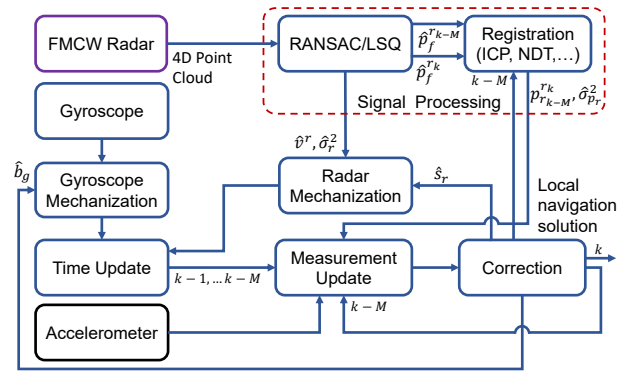 FMCW Radar
4D Point
Cloud
RANSAC/LSQ
p̂_f^{r_{k-M}}
p̂_f^{r_k}
Registration
(ICP, NDT,...)
k-M
p_{r_{k-M}}^{r_k}, σ̂_{p_r}^2
Signal Processing
Gyroscope
v̂^r, σ̂_r^2
b̂_g
Gyroscope
Mechanization
Radar
Mechanization
ŝ_r
Local
navigation
solution
Time Update
k-1,...k-M
Measurement
Update
Correction
k
k-M
Accelerometer